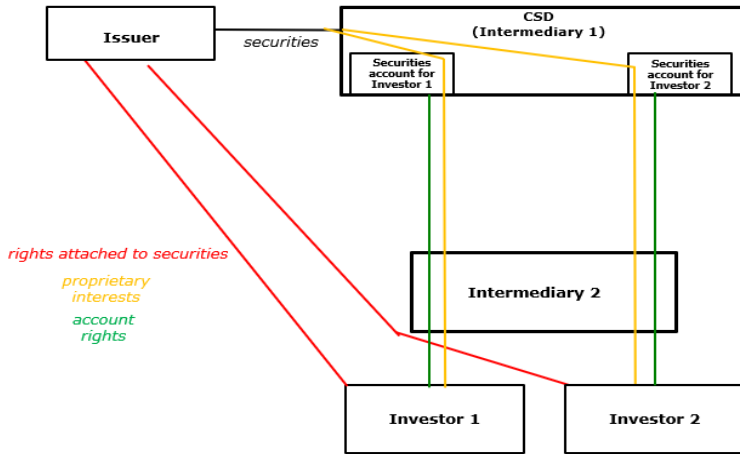 Issuer
securities
CSD
(Intermediary 1)
Securities
account for
Investor 1
Securities
account for
Investor 2
rights attached to securities
proprietary
interests
account
rights
Intermediary 2
Investor 1
Investor 2